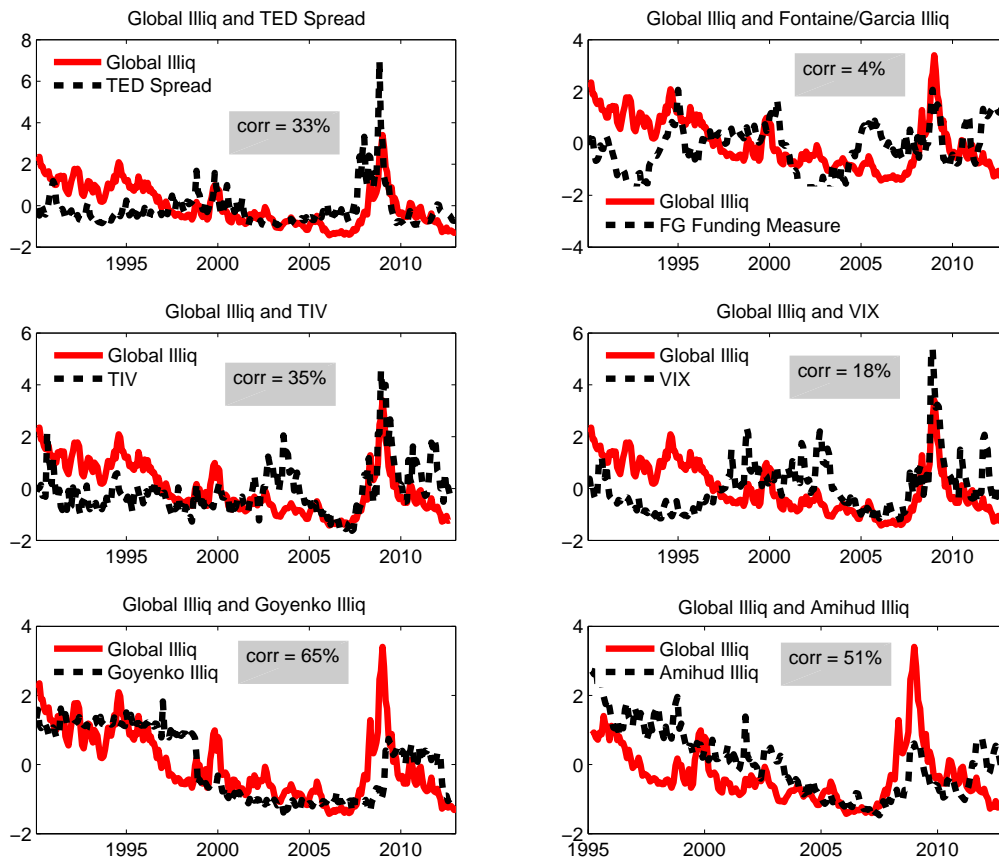 Global Illiq and TED Spread
8
6
4
2
0
−2
Global Illiq
TED Spread
corr = 33%
1995
2000
2005
2010
Global Illiq and Fontaine/Garcia Illiq
4
2
0
−2
−4
corr = 4%
Global Illiq
FG Funding Measure
1995
2000
2005
2010
Global Illiq and TIV
6
4
2
0
−2
Global Illiq
TIV
corr = 35%
1995
2000
2005
2010
Global Illiq and VIX
6
4
2
0
−2
Global Illiq
VIX
corr = 18%
1995
2000
2005
2010
Global Illiq and Goyenko Illiq
4
2
0
−2
Global Illiq
Goyenko Illiq
corr = 65%
1995
2000
2005
2010
Global Illiq and Amihud Illiq
4
2
0
−2
Global Illiq
Amihud Illiq
corr = 51%
1995
2000
2005
2010